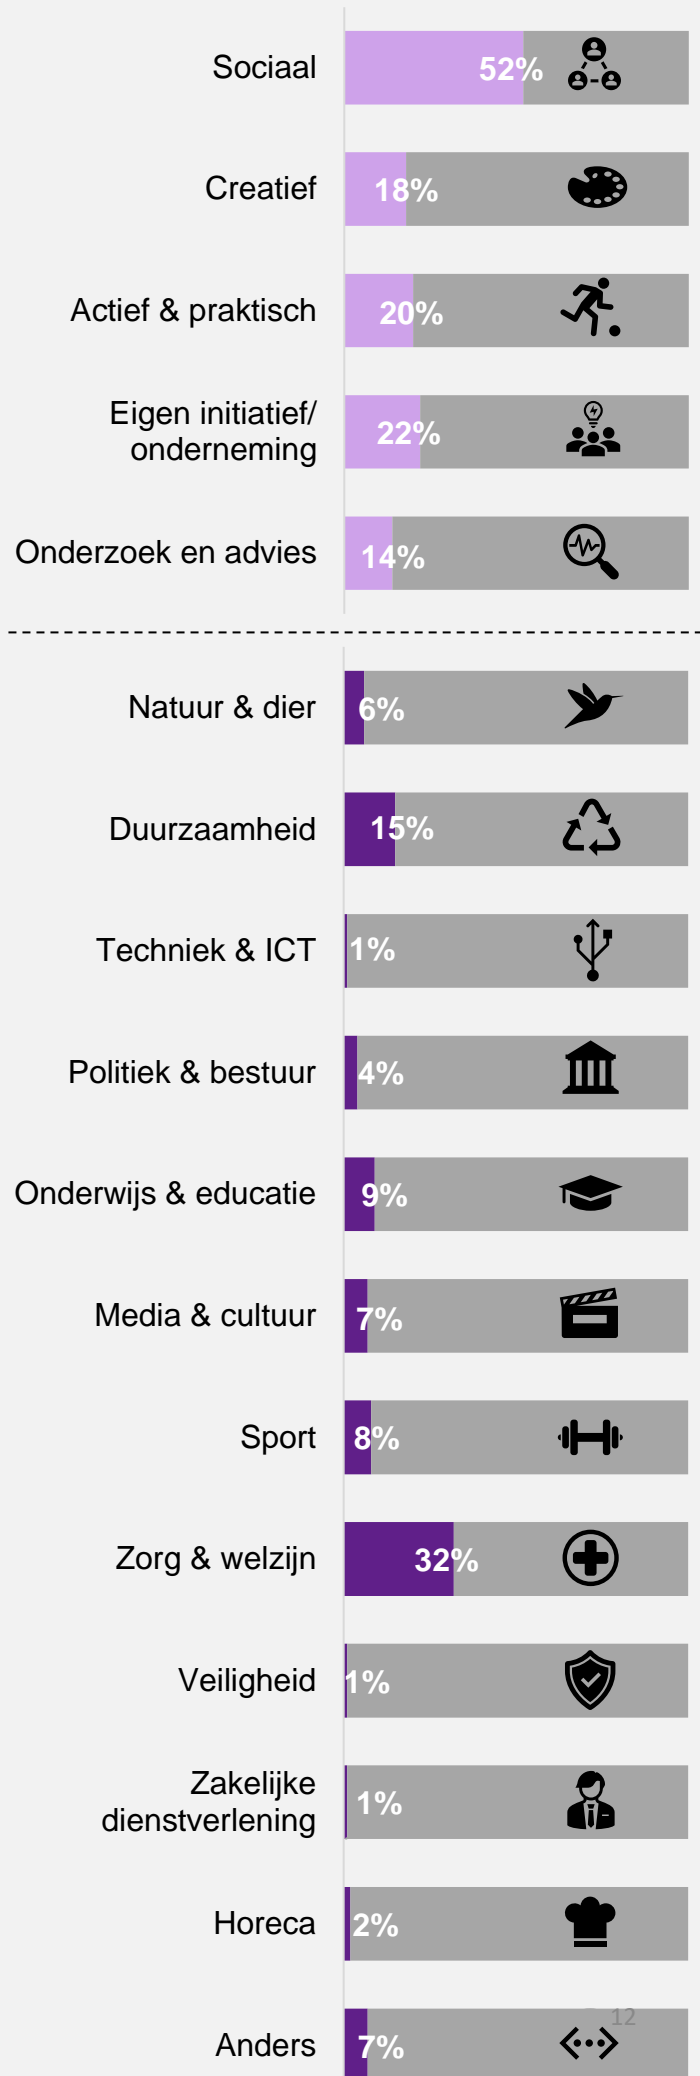 Sociaal
52%
Creatief
18%
Actief & praktisch
20%
Eigen initiatief/
onderneming
22%
Onderzoek en advies
14%
Natuur & dier
6%
Duurzaamheid
15%
Techniek & ICT
1%
Politiek & bestuur
4%
Onderwijs & educatie
9%
Media & cultuur
7%
Sport
8%
Zorg & welzijn
32%
Veiligheid
1%
Zakelijke
dienstverlening
1%
Horeca
2%
12
Anders
7%